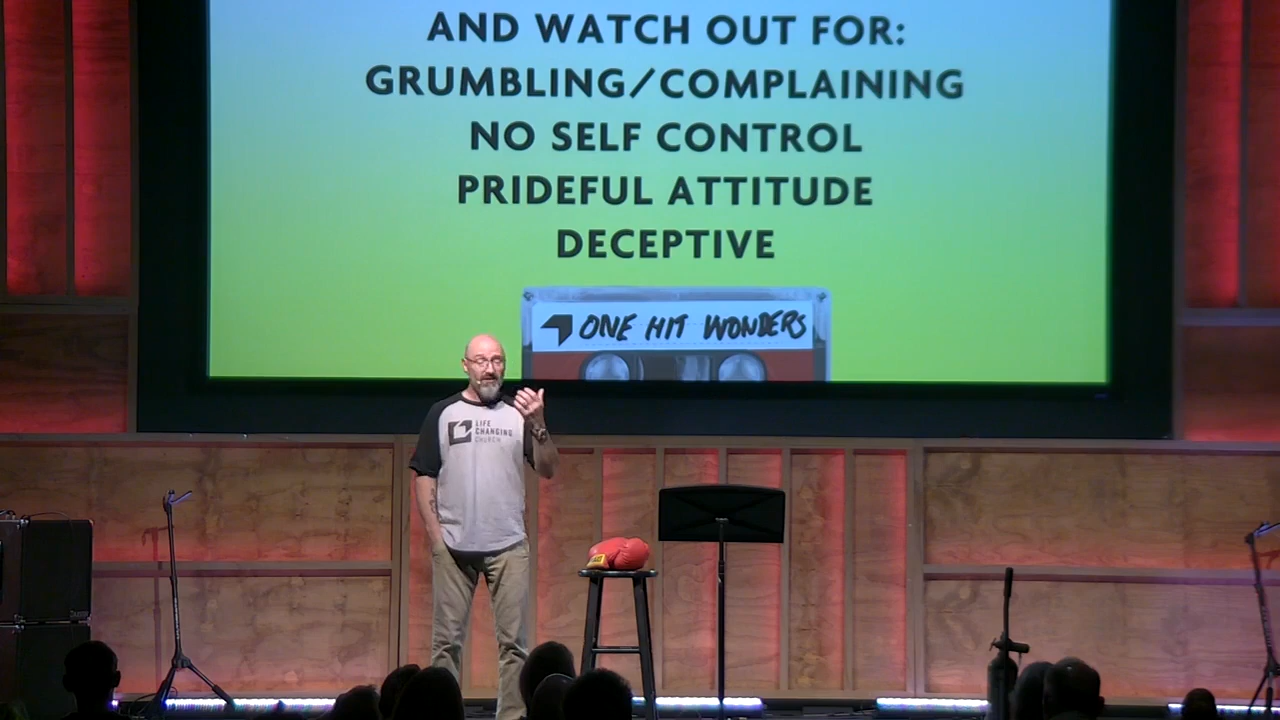 AND WATCH OUT FOR:
GRUMBLING/COMPLAINING
NO SELF CONTROL
PRIDEFUL ATTITUDE
DECEPTIVE
ONE HIT WONDERS
LIFE
CHANGING
CHURCH